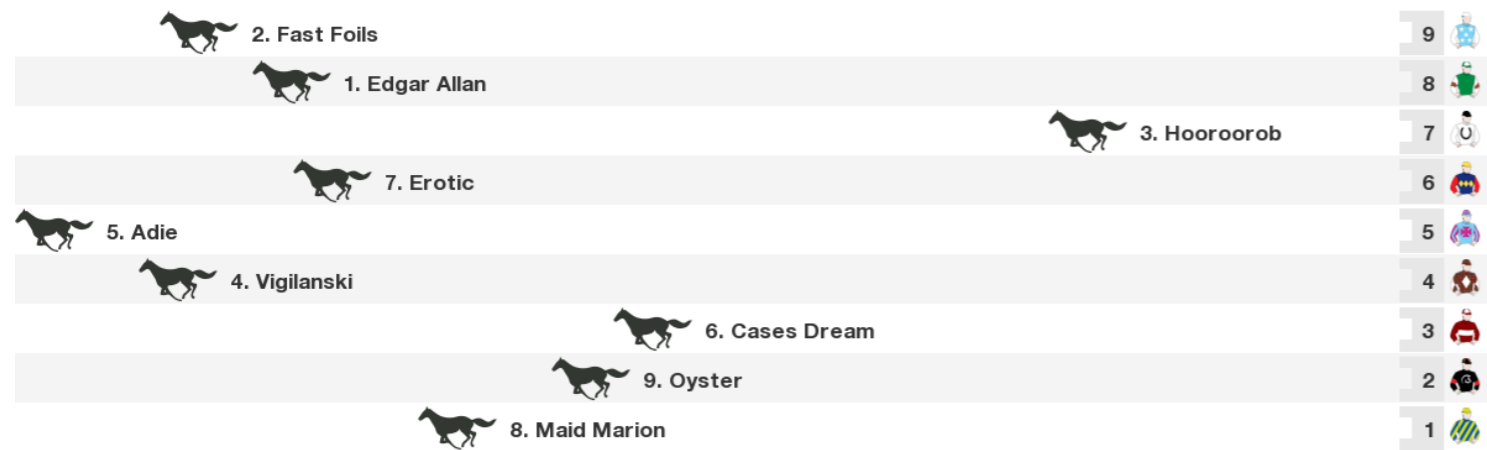 2. Fast Foils 9
1. Edgar Allan 8
3. Hooroorob 7
7. Erotic 6
5. Adie 5
4. Vigilanski 4
6. Cases Dream 3
9. Oyster 2
8. Maid Marion 1